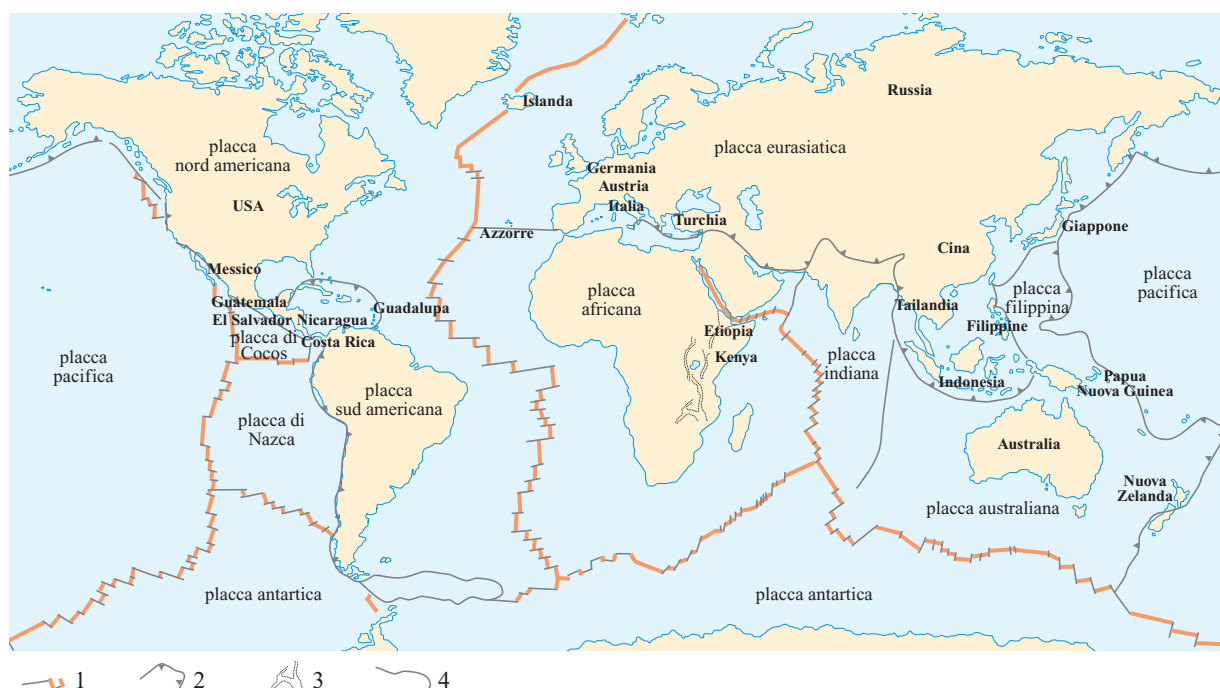 Russia
Islanda
placca
nord americana
placca eurasiatica
Germania
Austria
Italia
USA
Turchia
Azzorre
Giappone
Cina
Messico
placca
pacifica
placca
africana
placca
filippina
Guatemala
Guadalupa
Tailandia
El Salvador Nicaragua
Filippine
Etiopia
placca di
Cocos
Costa Rica
Kenya
placca
indiana
placca
pacifica
Indonesia
Papua
Nuova Guinea
placca
sud americana
placca di
Nazca
Australia
Nuova
Zelanda
placca australiana
placca antartica
placca antartica
1
2
3
4